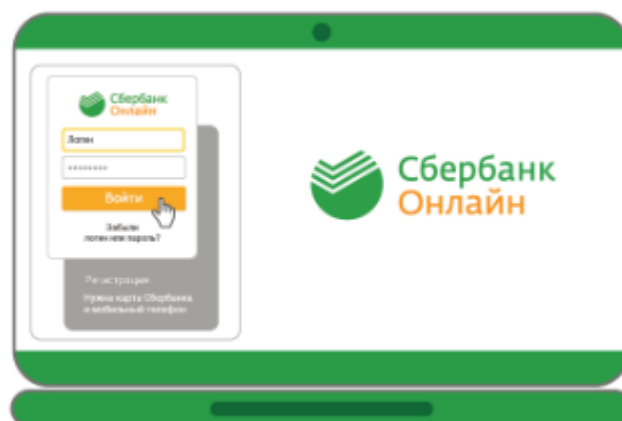 Сбербанк
Онлайн
Логин
••••••••
Войти
Забыли
логин или пароль?
Регистрация
Нужна карта Сбербанка
и мобильный телефон
Сбербанк
Онлайн